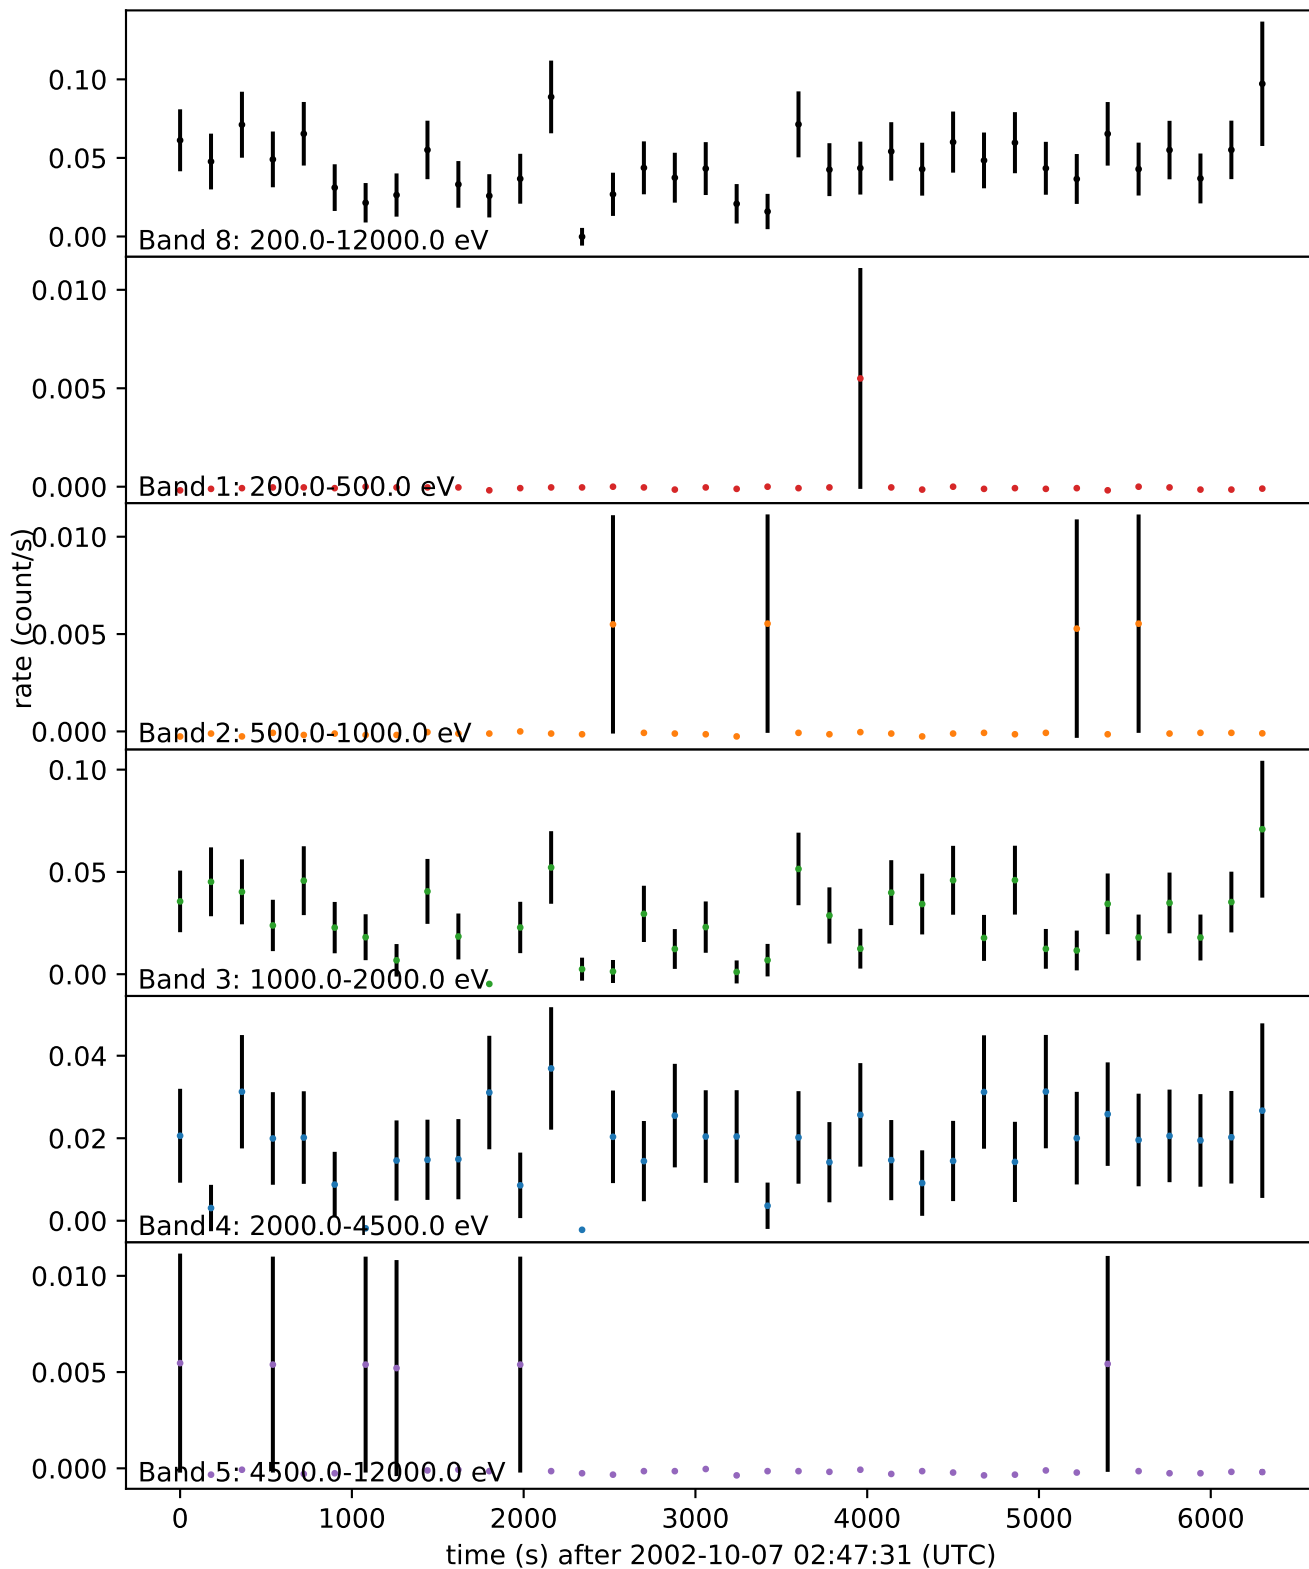 0.10
0.05
0.00
Band 8: 200.0-12000.0 eV
0.010
0.005
0.000
Band 1: 200.0-500.0 eV
rate (count/s)
0.010
0.005
0.000
Band 2: 500.0-1000.0 eV
0.10
0.05
0.00
Band 3: 1000.0-2000.0 eV
0.04
0.02
0.00
Band 4: 2000.0-4500.0 eV
0.010
0.005
0.000
Band 5: 4500.0-12000.0 eV
0 1000 2000 3000 4000 5000 6000
time (s) after 2002-10-07 02:47:31 (UTC)